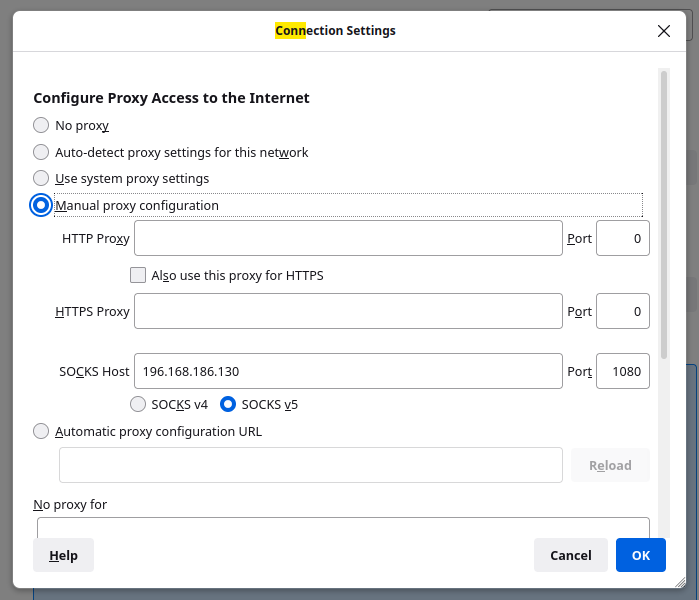 Connection Settings
Configure Proxy Access to the Internet
No proxy
Auto-detect proxy settings for this network
Use system proxy settings
Manual proxy configuration
HTTP Proxy Port 0
Also use this proxy for HTTPS
HTTPS Proxy Port 0
SOCKS Host 196.168.186.130 Port 1080
SOCKS v4 SOCKS v5
Automatic proxy configuration URL
Reload
No proxy for
Help Cancel OK